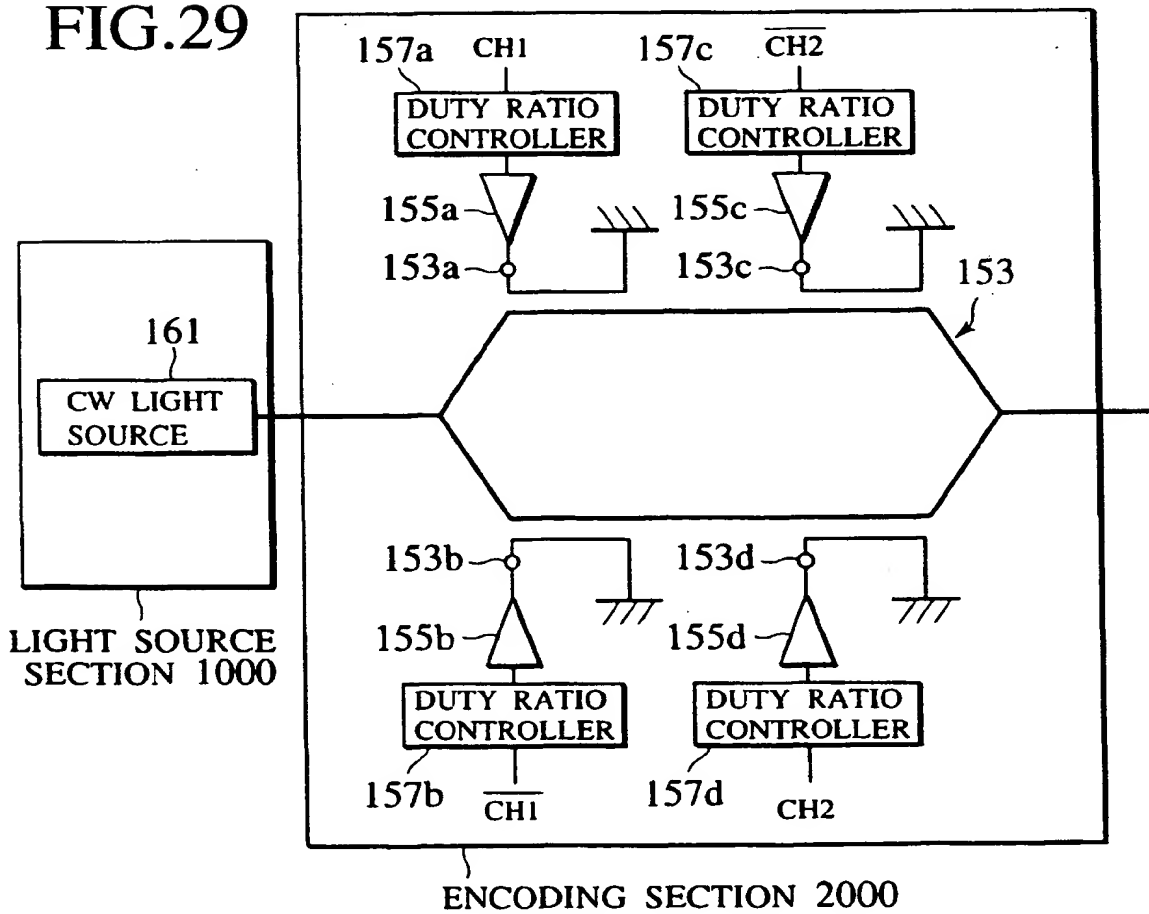 FIG.29
157a
CH1
157c
C̅H̅2̅
DUTY RATIO
CONTROLLER
DUTY RATIO
CONTROLLER
155a
155c
153a
153c
153
161
CW LIGHT
SOURCE
153b
153d
LIGHT SOURCE
SECTION 1000
155b
155d
DUTY RATIO
CONTROLLER
DUTY RATIO
CONTROLLER
157b
C̅H̅1̅
157d
CH2
ENCODING SECTION 2000